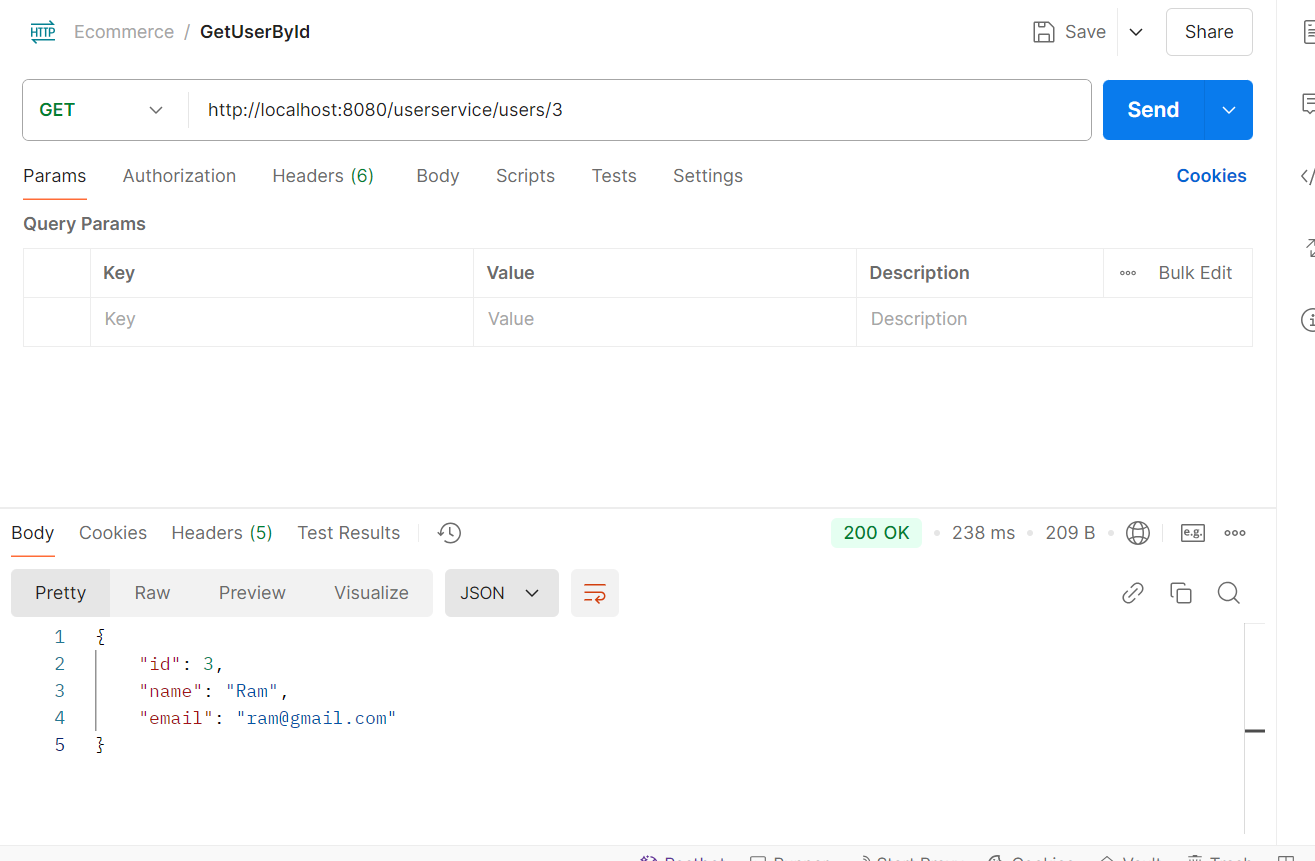 HTTP Ecommerce / GetUserById Save Share
GET http://localhost:8080/userservice/users/3 Send
Params Authorization Headers (6) Body Scripts Tests Settings Cookies
Query Params
Key Value Description Bulk Edit
Key Value Description
Body Cookies Headers (5) Test Results 200 OK 238 ms 209 B e.g.
Pretty Raw Preview Visualize JSON
1 {
2 "id": 3,
3 "name": "Ram",
4 "email": "ram@gmail.com"
5 }